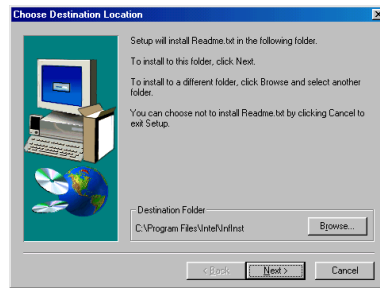 Choose Destination Location
Setup will install Readme.txt in the following folder.
To install to this folder, click Next.
To install to a different folder, click Browse and select another
folder.
You can choose not to install Readme.txt by clicking Cancel to
exit Setup.
Destination Folder
C:\Program Files\Intel\InfInst
Browse...
< Back
Next >
Cancel